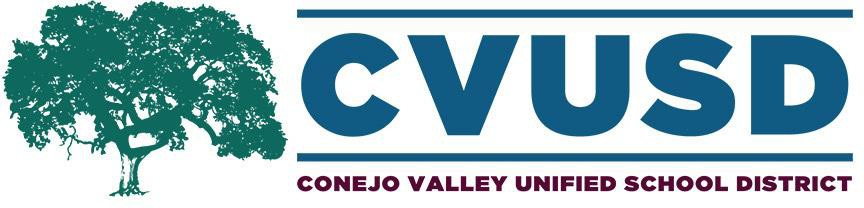 CVUSD
CONEJO VALLEY UNIFIED SCHOOL DISTRICT